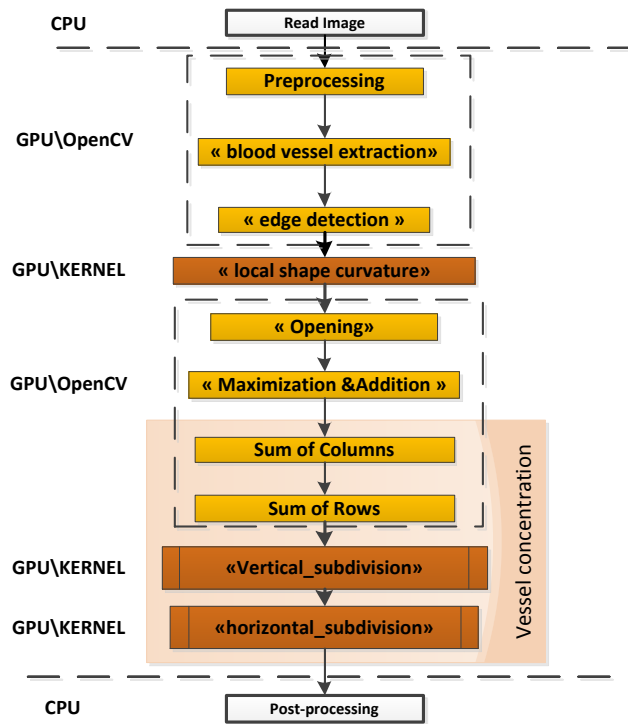 CPU
Read Image
Preprocessing
GPU\OpenCV
« blood vessel extraction»
« edge detection »
GPU\KERNEL
« local shape curvature»
« Opening»
GPU\OpenCV
« Maximization &Addition »
Sum of Columns
Sum of Rows
Vessel concentration
GPU\KERNEL
«Vertical_subdivision»
GPU\KERNEL
«horizontal_subdivision»
CPU
Post-processing